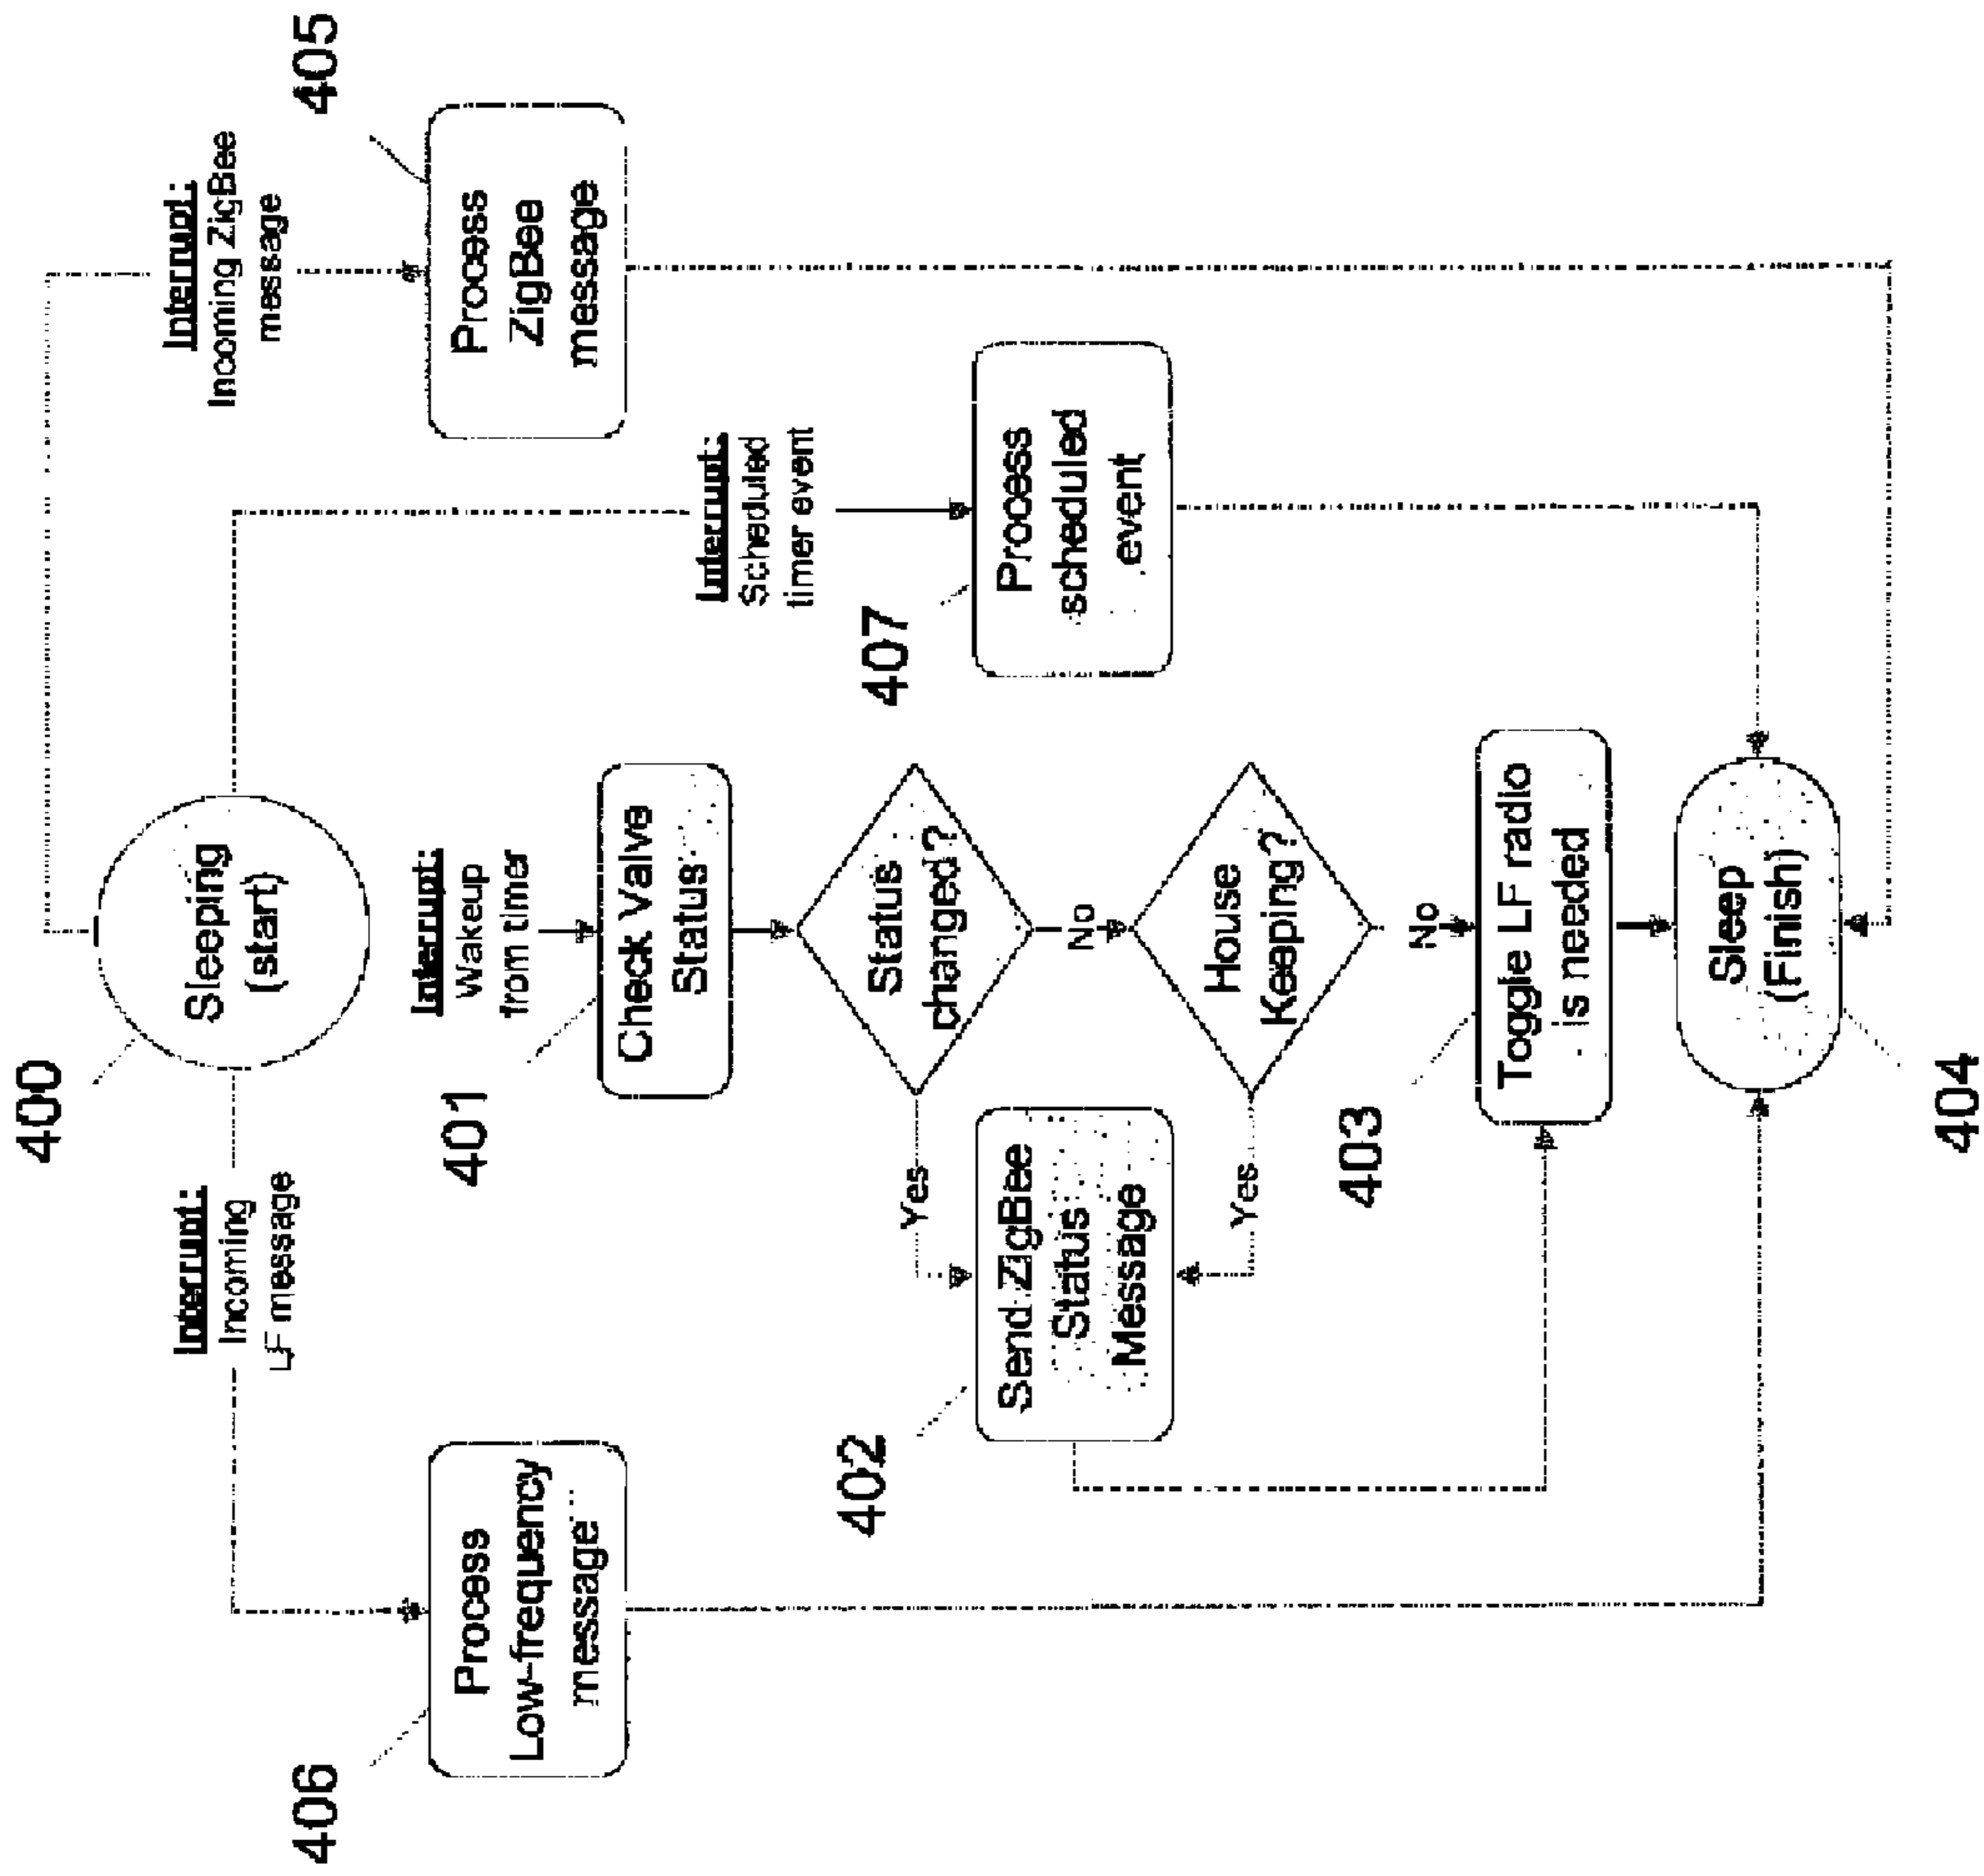 400
Sleeping
(start)
Interrupt:
Incoming
LF message
Interrupt:
Incoming ZigBee
message
406
Process
Low-frequency
message
Interrupt:
Wakeup
from timer
405
Process
ZigBee
message
401
Check Valve
Status
Interrupt:
Scheduled
timer event
Status
changed?
Yes
No
402
Send ZigBee
Status
Message
407
Process
scheduled
event
House
Keeping?
Yes
No
403
Toggle LF radio
is needed
Sleep
(Finish)
404